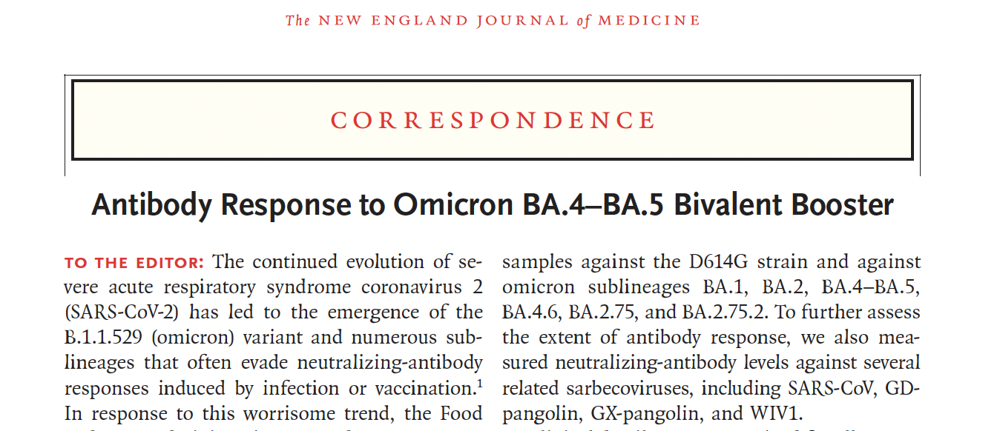 The NEW ENGLAND JOURNAL of MEDICINE
CORRESPONDENCE
Antibody Response to Omicron BA.4–BA.5 Bivalent Booster
TO THE EDITOR: The continued evolution of se-
vere acute respiratory syndrome coronavirus 2
(SARS-CoV-2) has led to the emergence of the
B.1.1.529 (omicron) variant and numerous sub-
lineages that often evade neutralizing-antibody
responses induced by infection or vaccination.¹
In response to this worrisome trend, the Food
samples against the D614G strain and against
omicron sublineages BA.1, BA.2, BA.4–BA.5,
BA.4.6, BA.2.75, and BA.2.75.2. To further assess
the extent of antibody response, we also mea-
sured neutralizing-antibody levels against several
related sarbecoviruses, including SARS-CoV, GD-
pangolin, GX-pangolin, and WIV1.